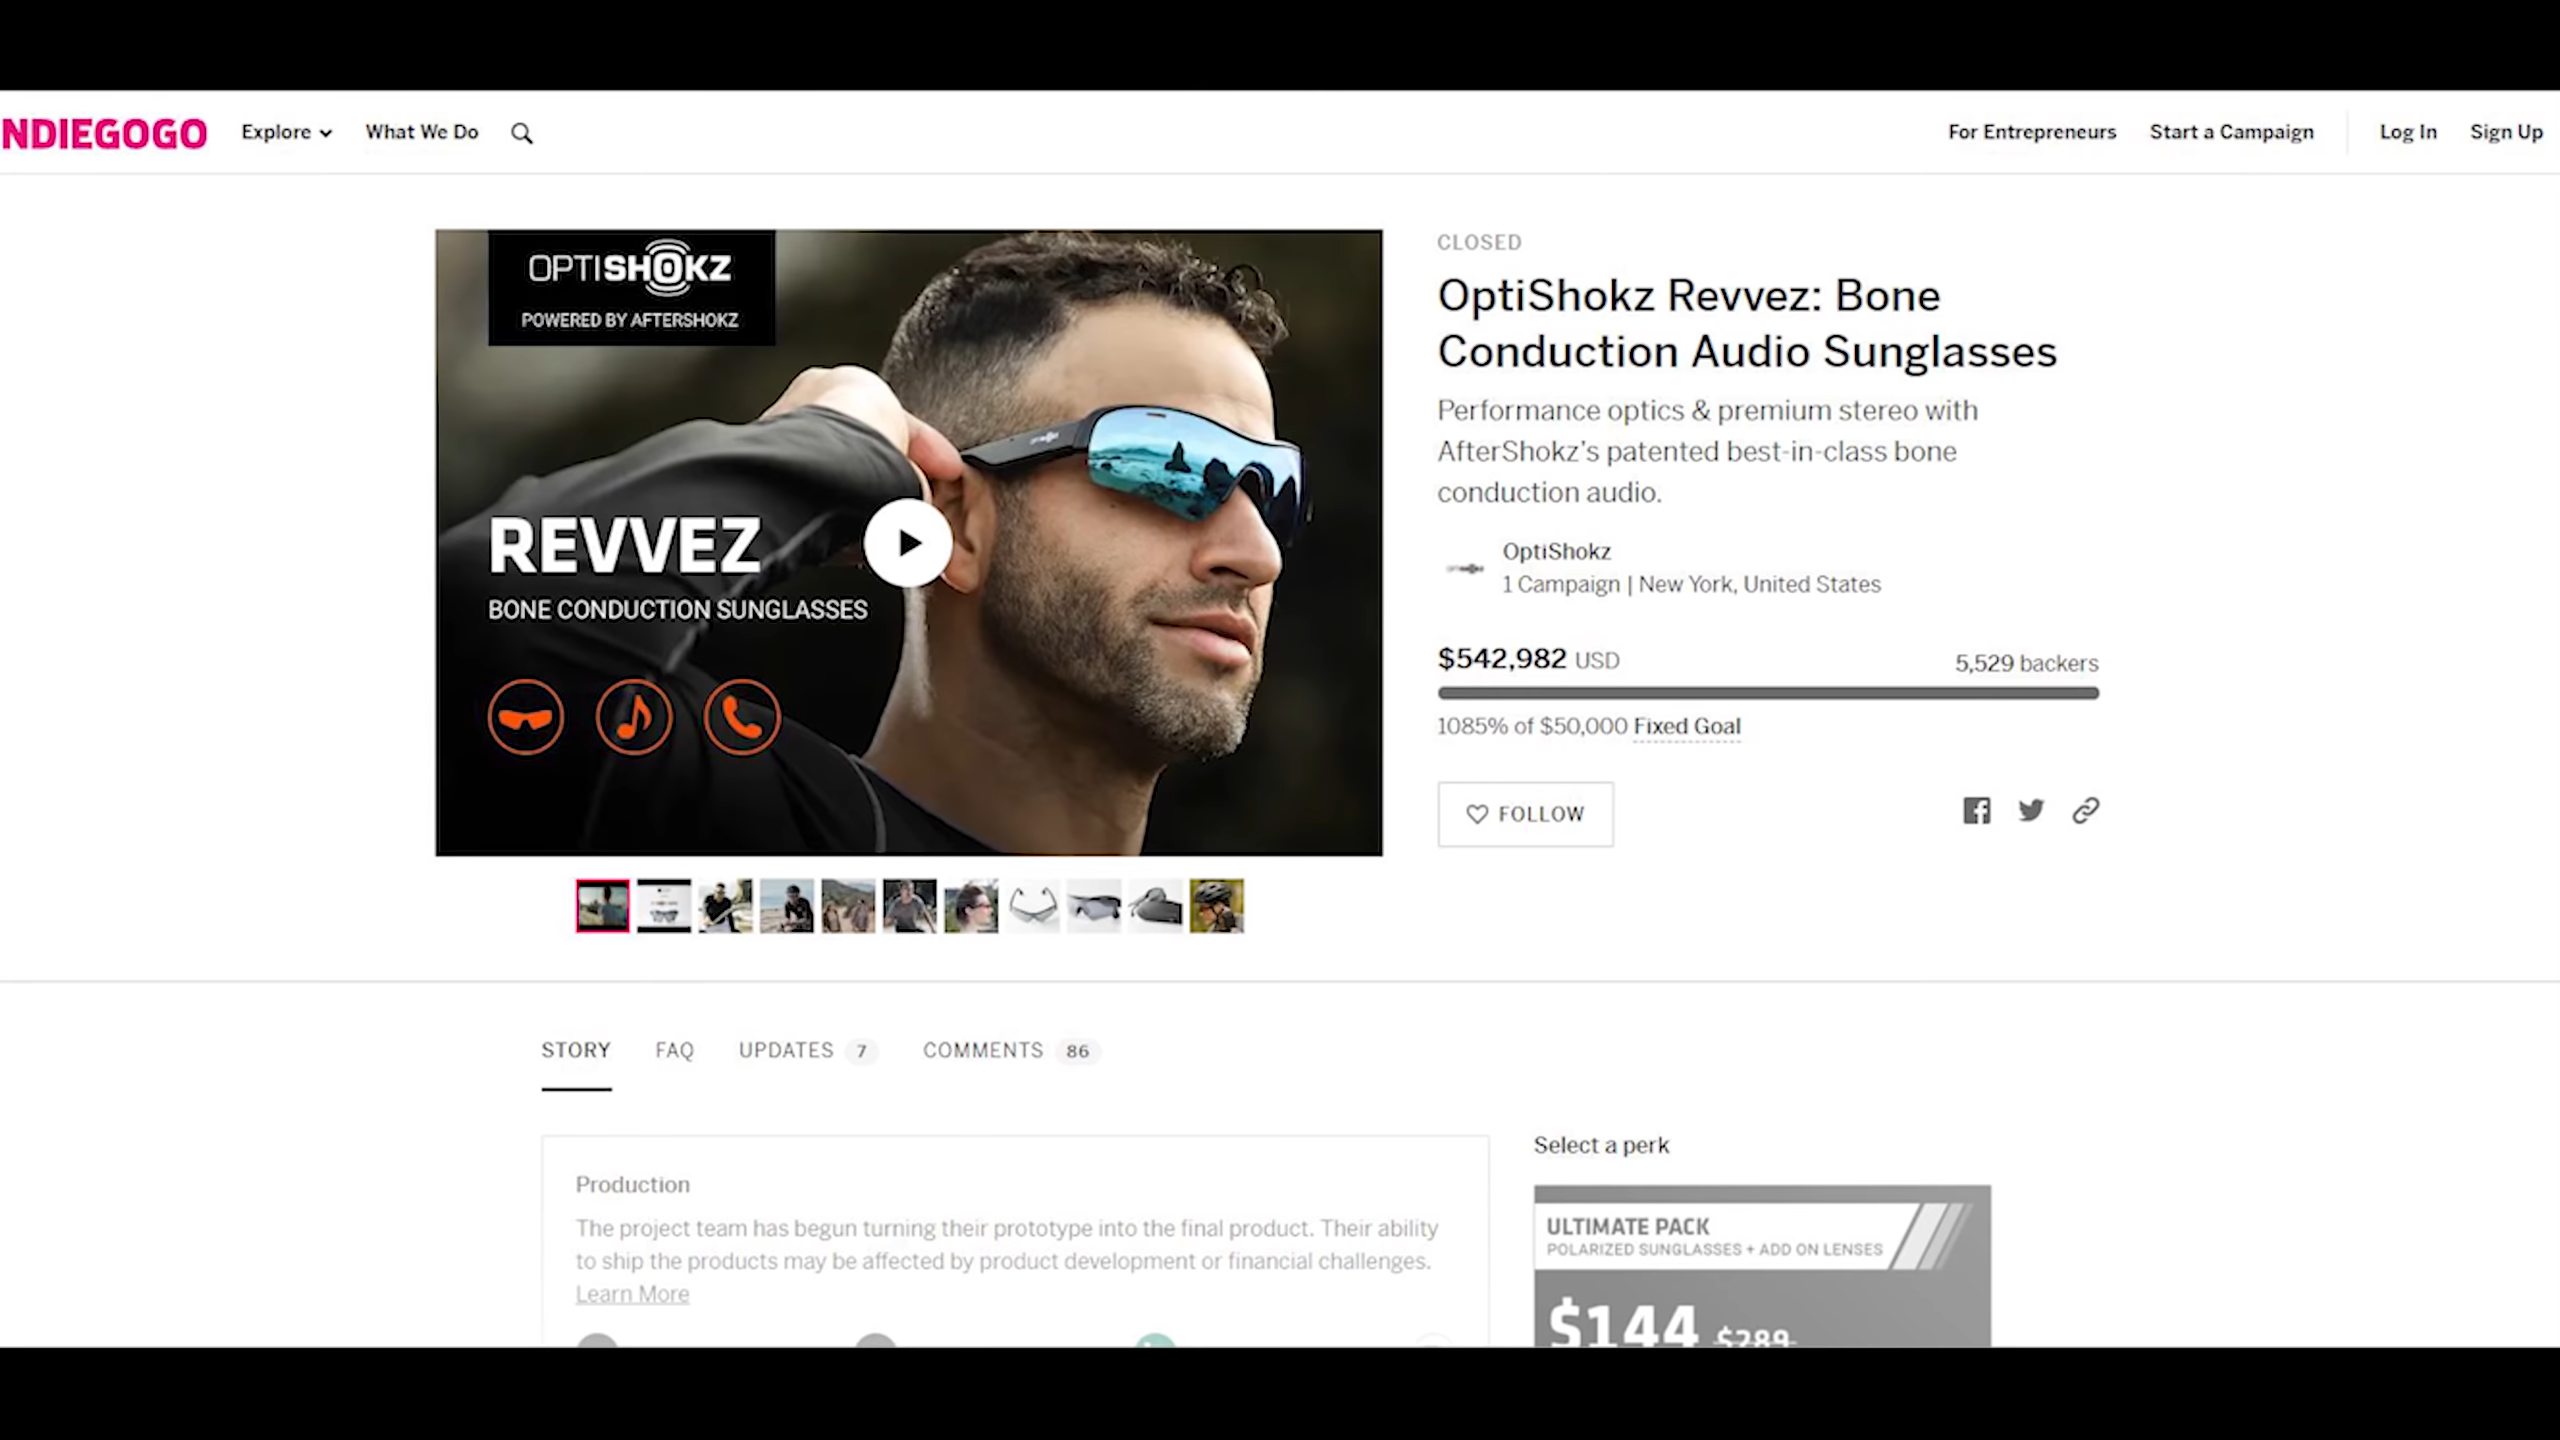 NDIEGOGO
Explore
What We Do
For Entrepreneurs
Start a Campaign
Log In
Sign Up
OPTISHOKZ
POWERED BY AFTERSHOKZ
REVVEZ
BONE CONDUCTION SUNGLASSES
CLOSED
OptiShokz Revvez: Bone
Conduction Audio Sunglasses
Performance optics & premium stereo with
AfterShokz's patented best-in-class bone
conduction audio.
OptiShokz
1 Campaign | New York, United States
$542,982 USD
5,529 backers
1085% of $50,000 Fixed Goal
FOLLOW
STORY
FAQ
UPDATES 7
COMMENTS 86
Production
The project team has begun turning their prototype into the final product. Their ability
to ship the products may be affected by product development or financial challenges.
Learn More
Select a perk
ULTIMATE PACK
POLARIZED SUNGLASSES + ADD ON LENSES
$144 $289